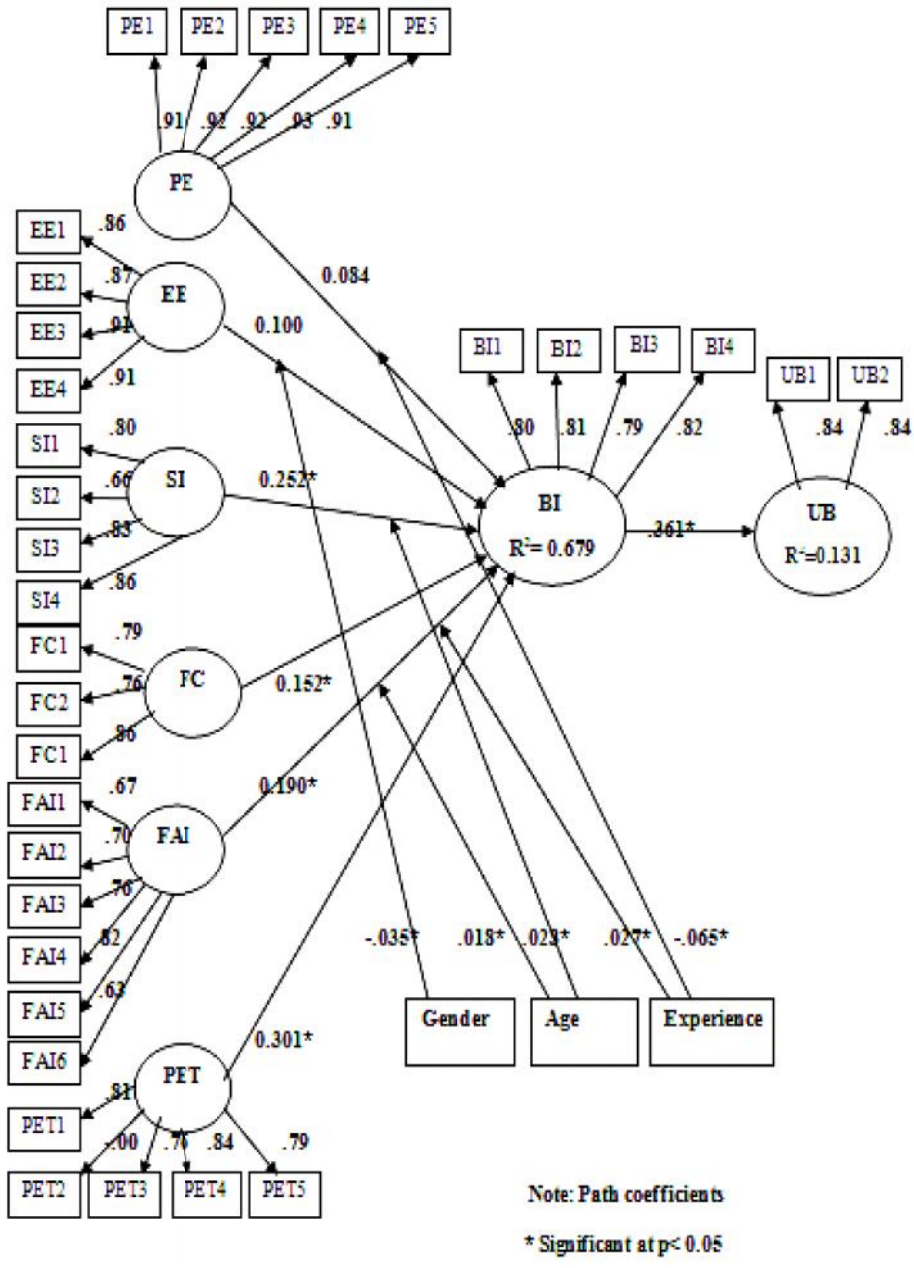 PE1 PE2 PE3 PE4 PE5
.91 .92 .92 .93 .91
PE
EE1 .86
EE2 .87
EE3 .91
EE4 .91
EE
0.084
0.100
SI1 .80
SI2 .66
SI3 .83
SI4 .86
SI
0.252*
BI1 BI2 BI3 BI4
.80 .81 .79 .82
BI
R²= 0.679
.361*
UB1 UB2
.84 .84
UB
R²=0.131
FC1 .79
FC2 .76
FC1 .86
FC
0.152*
FAI1 .67
FAI2 .70
FAI3 .76
FAI4 .82
FAI5 .63
FAI6
FAI
0.190*
-.035* .018* .023* .027* -.065*
Gender Age Experience
0.301*
PET
PET1 .81
-.00 .84 .79
PET2 PET3 PET4 PET5
Note: Path coefficients
* Significant at p< 0.05